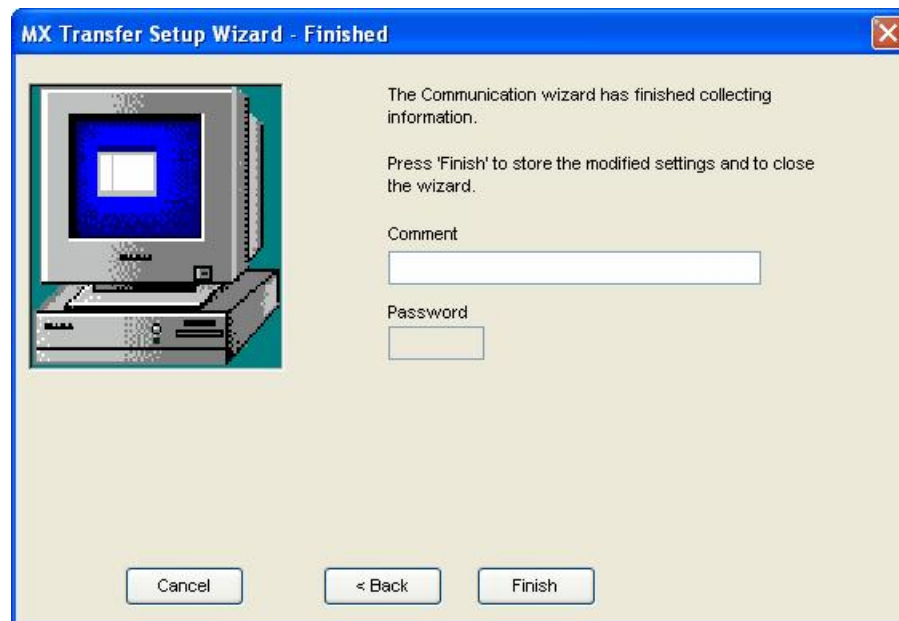 MX Transfer Setup Wizard - Finished
The Communication wizard has finished collecting
information.
Press 'Finish' to store the modified settings and to close
the wizard.
Comment
Password
Cancel
< Back
Finish